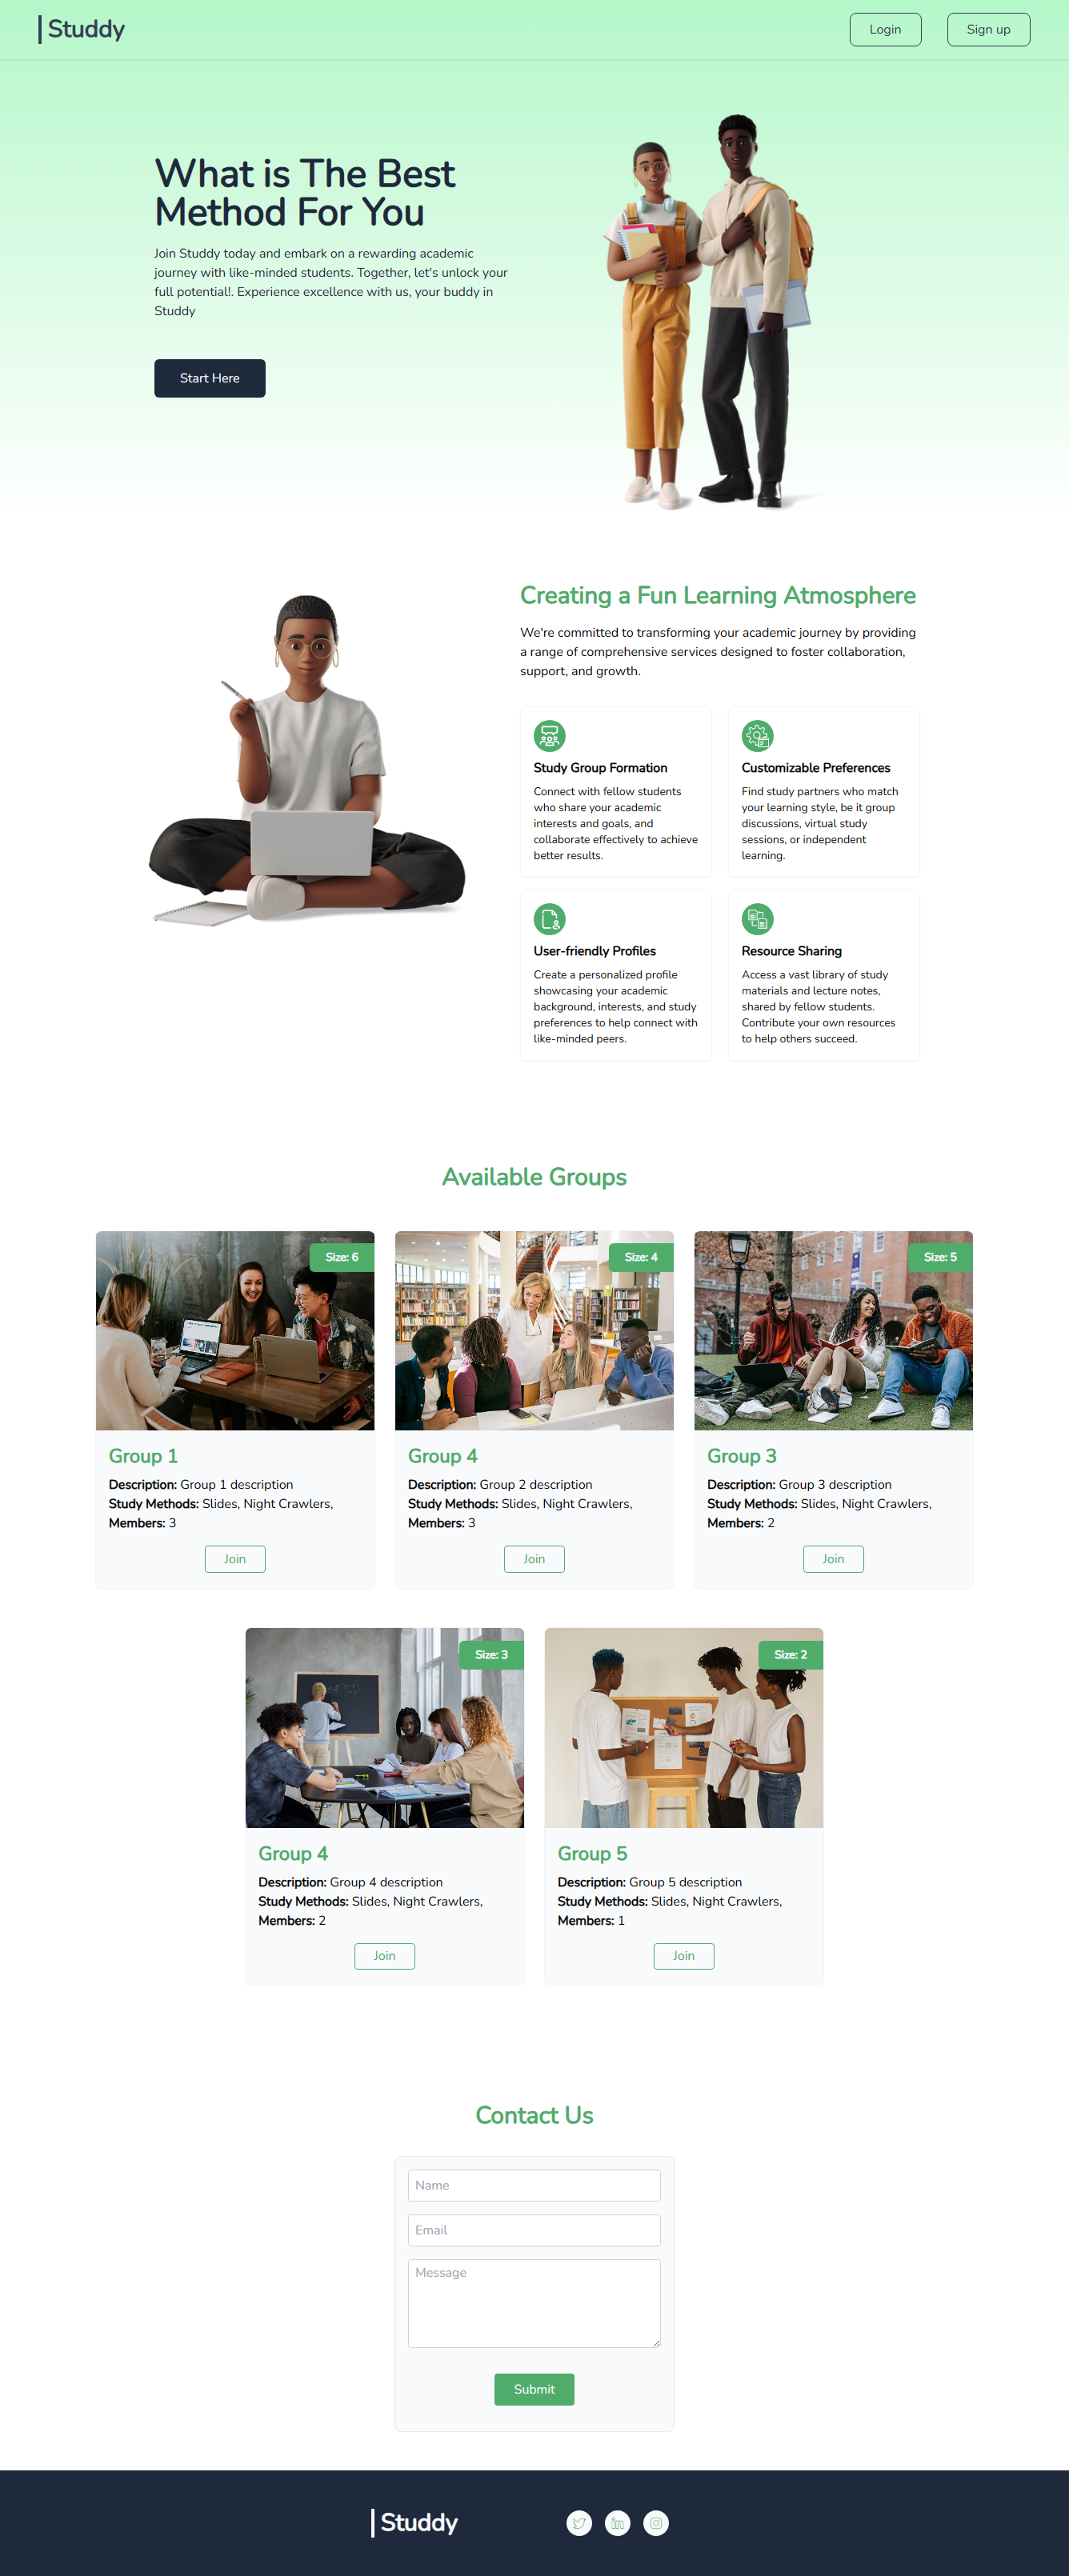 Studdy
Login
Sign up
What is The Best
Method For You
Join Studdy today and embark on a rewarding academic
journey with like-minded students. Together, let's unlock your
full potential!. Experience excellence with us, your buddy in
Studdy
Start Here
Creating a Fun Learning Atmosphere
We're committed to transforming your academic journey by providing
a range of comprehensive services designed to foster collaboration,
support, and growth.
Study Group Formation
Connect with fellow students
who share your academic
interests and goals, and
collaborate effectively to achieve
better results.
Customizable Preferences
Find study partners who match
your learning style, be it group
discussions, virtual study
sessions, or independent
learning.
User-friendly Profiles
Create a personalized profile
showcasing your academic
background, interests, and study
preferences to help connect with
like-minded peers.
Resource Sharing
Access a vast library of study
materials and lecture notes,
shared by fellow students.
Contribute your own resources
to help others succeed.
Available Groups
Size: 6
Group 1
Description: Group 1 description
Study Methods: Slides, Night Crawlers,
Members: 3
Join
Size: 4
Group 4
Description: Group 2 description
Study Methods: Slides, Night Crawlers,
Members: 3
Join
Size: 5
Group 3
Description: Group 3 description
Study Methods: Slides, Night Crawlers,
Members: 2
Join
Size: 3
Group 4
Description: Group 4 description
Study Methods: Slides, Night Crawlers,
Members: 2
Join
Size: 2
Group 5
Description: Group 5 description
Study Methods: Slides, Night Crawlers,
Members: 1
Join
Contact Us
Name
Email
Message
Submit
Studdy